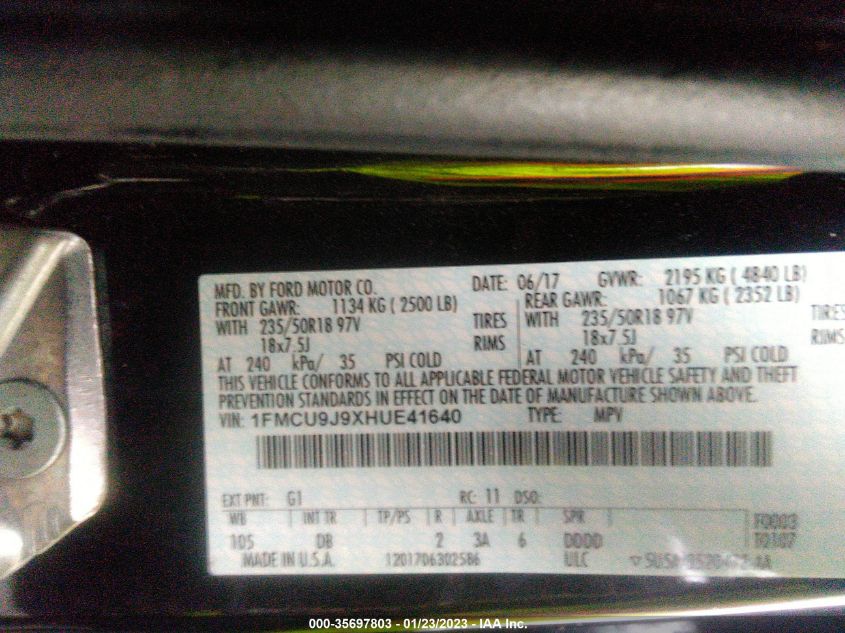 MFD. BY FORD MOTOR CO. DATE: 06/17 GVWR: 2195 KG ( 4840 LB)
FRONT GAWR: 1134 KG ( 2500 LB) REAR GAWR: 1067 KG ( 2352 LB)
WITH 235/50R18 97V TIRES WITH 235/50R18 97V TIRES
18x7.5J RIMS 18x7.5J RIMS
AT 240 kPa/ 35 PSI COLD AT 240 kPa/ 35 PSI COLD
THIS VEHICLE CONFORMS TO ALL APPLICABLE FEDERAL MOTOR VEHICLE SAFETY AND THEFT
PREVENTION STANDARDS IN EFFECT ON THE DATE OF MANUFACTURE SHOWN ABOVE.
VIN: 1FMCU9J9XHUE41640 TYPE: MPV
EXT PNT: G1 RC: 11 DSO:
WB INT TR TP/PS R AXLE TR SPR
105 DB 2 3A 6 DDDD
MADE IN U.S.A. 1201706302586 ULC
000-35697803 - 01/23/2023 - IAA Inc.